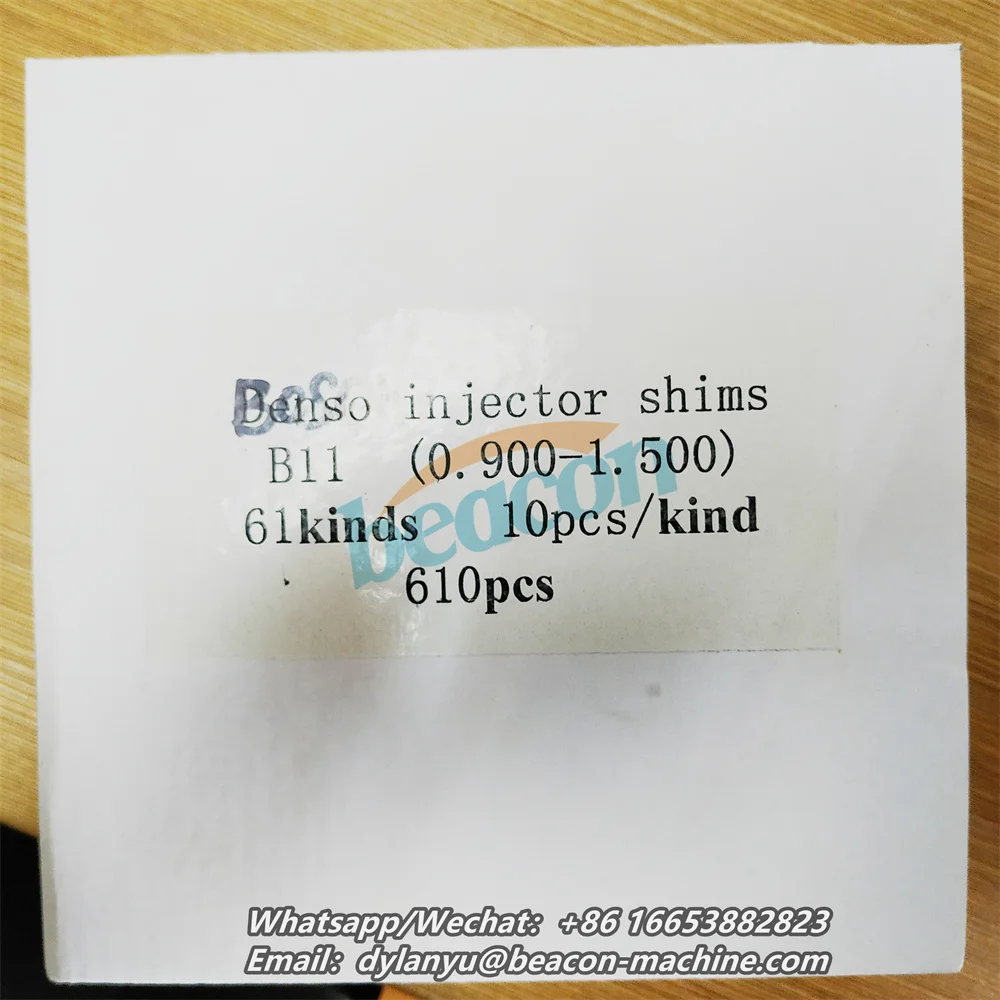 Denso injector shims
B11 (0.900-1.500)
61kinds 10pcs/kind
610pcs
beacon
Whatsapp/Wechat: +86 16653882823
Email: dylanyu@beacon-machine.com